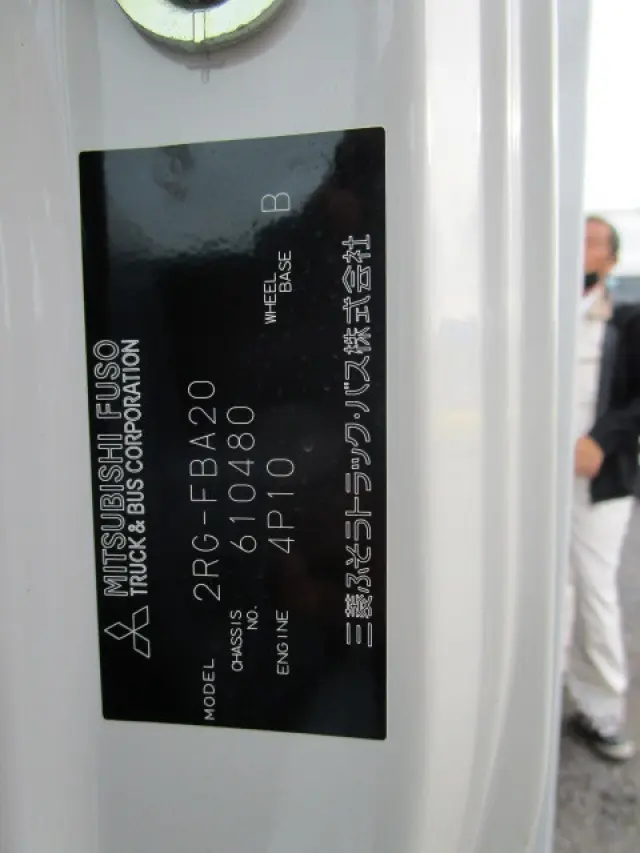 MITSUBISHI FUSO
TRUCK & BUS CORPORATION
MODEL 2RG-FBA20
CHASSIS NO. 610480
ENGINE 4P10
WHEEL BASE B
三菱ふそうトラック・バス株式会社